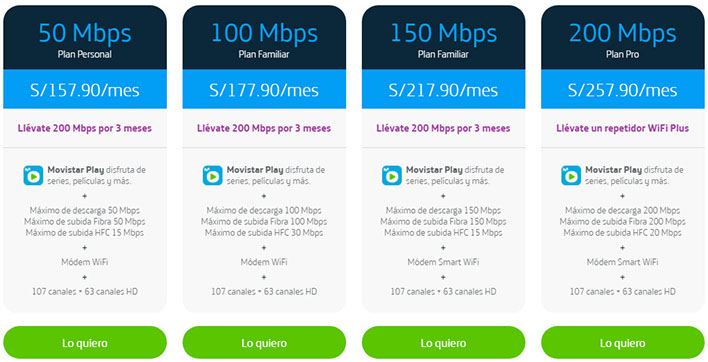 50 Mbps
Plan Personal
S/157.90/mes
Llévate 200 Mbps por 3 meses
Movistar Play disfruta de
series, películas y más.
+
Máximo de descarga 50 Mbps
Máximo de subida Fibra 50 Mbps
Máximo de subida HFC 15 Mbps
+
Módem WiFi
+
107 canales + 63 canales HD
Lo quiero
100 Mbps
Plan Familiar
S/177.90/mes
Llévate 200 Mbps por 3 meses
Movistar Play disfruta de
series, películas y más.
+
Máximo de descarga 100 Mbps
Máximo de subida Fibra 100 Mbps
Máximo de subida HFC 30 Mbps
+
Módem WiFi
+
107 canales + 63 canales HD
Lo quiero
150 Mbps
Plan Familiar
S/217.90/mes
Llévate 200 Mbps por 3 meses
Movistar Play disfruta de
series, películas y más.
+
Máximo de descarga 150 Mbps
Máximo de subida Fibra 150 Mbps
Máximo de subida HFC 15 Mbps
+
Módem Smart WiFi
+
107 canales + 63 canales HD
Lo quiero
200 Mbps
Plan Pro
S/257.90/mes
Llévate un repetidor WiFi Plus
Movistar Play disfruta de
series, películas y más.
+
Máximo de descarga 200 Mbps
Máximo de subida Fibra 200 Mbps
Máximo de subida HFC 20 Mbps
+
Módem Smart WiFi
+
107 canales + 63 canales HD
Lo quiero